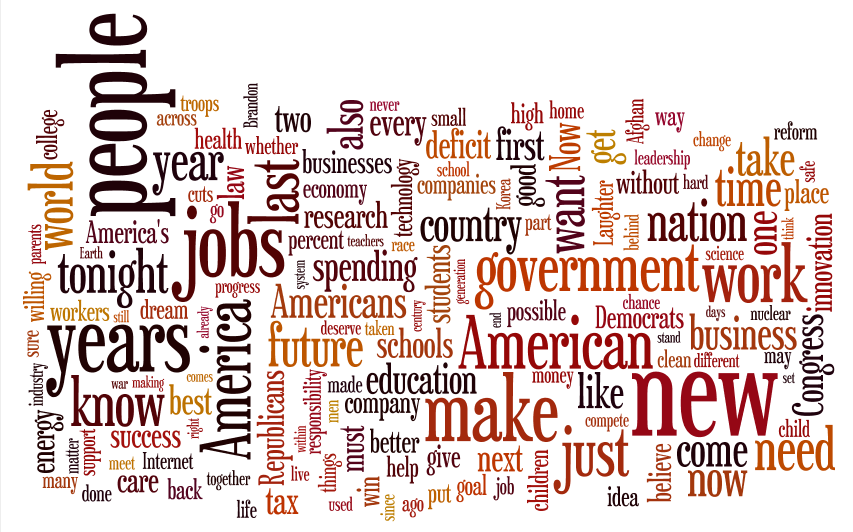 people
troops
across
Brandon
two
also
never
every
small
high
home
Afghan
way
college
health
whether
deficit
first
Now
get
change
reform
world
year
law
last
businesses
technology
school
companies
good
want
leadership
take
safe
cuts
go
economy
Korea
Laughter
without
hard
time
place
parents
America's
jobs
research
country
part
behind
nation
one
think
innovation
Earth
percent
teachers
race
tonight
progress
system
spending
students
generation
government
science
work
willing
workers
still
dream
already
Americans
century
end
possible
chance
Democrats
days
nuclear
sure
years
America
deserve
taken
future
schools
American
stand
business
clean
different
may
Congress
industry
war
making
comes
made
education
money
like
new
set
know
best
right
Republicans
within
responsibility
men
company
make
compete
child
energy
matter
support
success
must
better
just
come
need
many
meet
Internet
live
things
help
give
next
children
believe
now
done
care
back
together
life
tax
used
win
since
ago
put
goal
job
idea